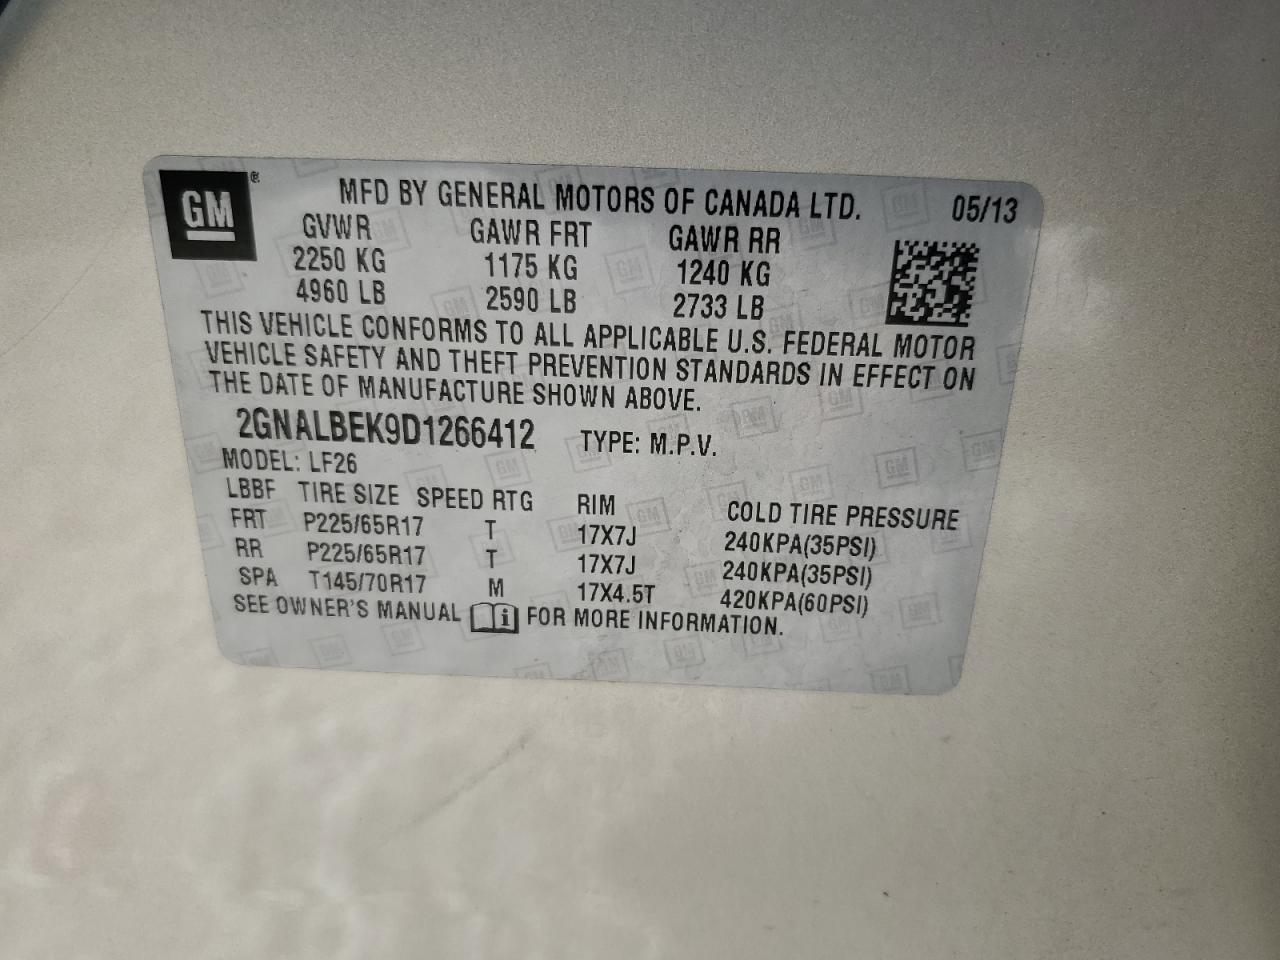 GM® MFD BY GENERAL MOTORS OF CANADA LTD. 05/13
GVWR GAWR FRT GAWR RR
2250 KG 1175 KG 1240 KG
4960 LB 2590 LB 2733 LB
THIS VEHICLE CONFORMS TO ALL APPLICABLE U.S. FEDERAL MOTOR
VEHICLE SAFETY AND THEFT PREVENTION STANDARDS IN EFFECT ON
THE DATE OF MANUFACTURE SHOWN ABOVE.
2GNALBEK9D1266412 TYPE: M.P.V.
MODEL: LF26
LBBF TIRE SIZE SPEED RTG RIM COLD TIRE PRESSURE
FRT P225/65R17 T 17X7J 240KPA(35PSI)
RR P225/65R17 T 17X7J 240KPA(35PSI)
SPA T145/70R17 M 17X4.5T 420KPA(60PSI)
SEE OWNER'S MANUAL i FOR MORE INFORMATION.